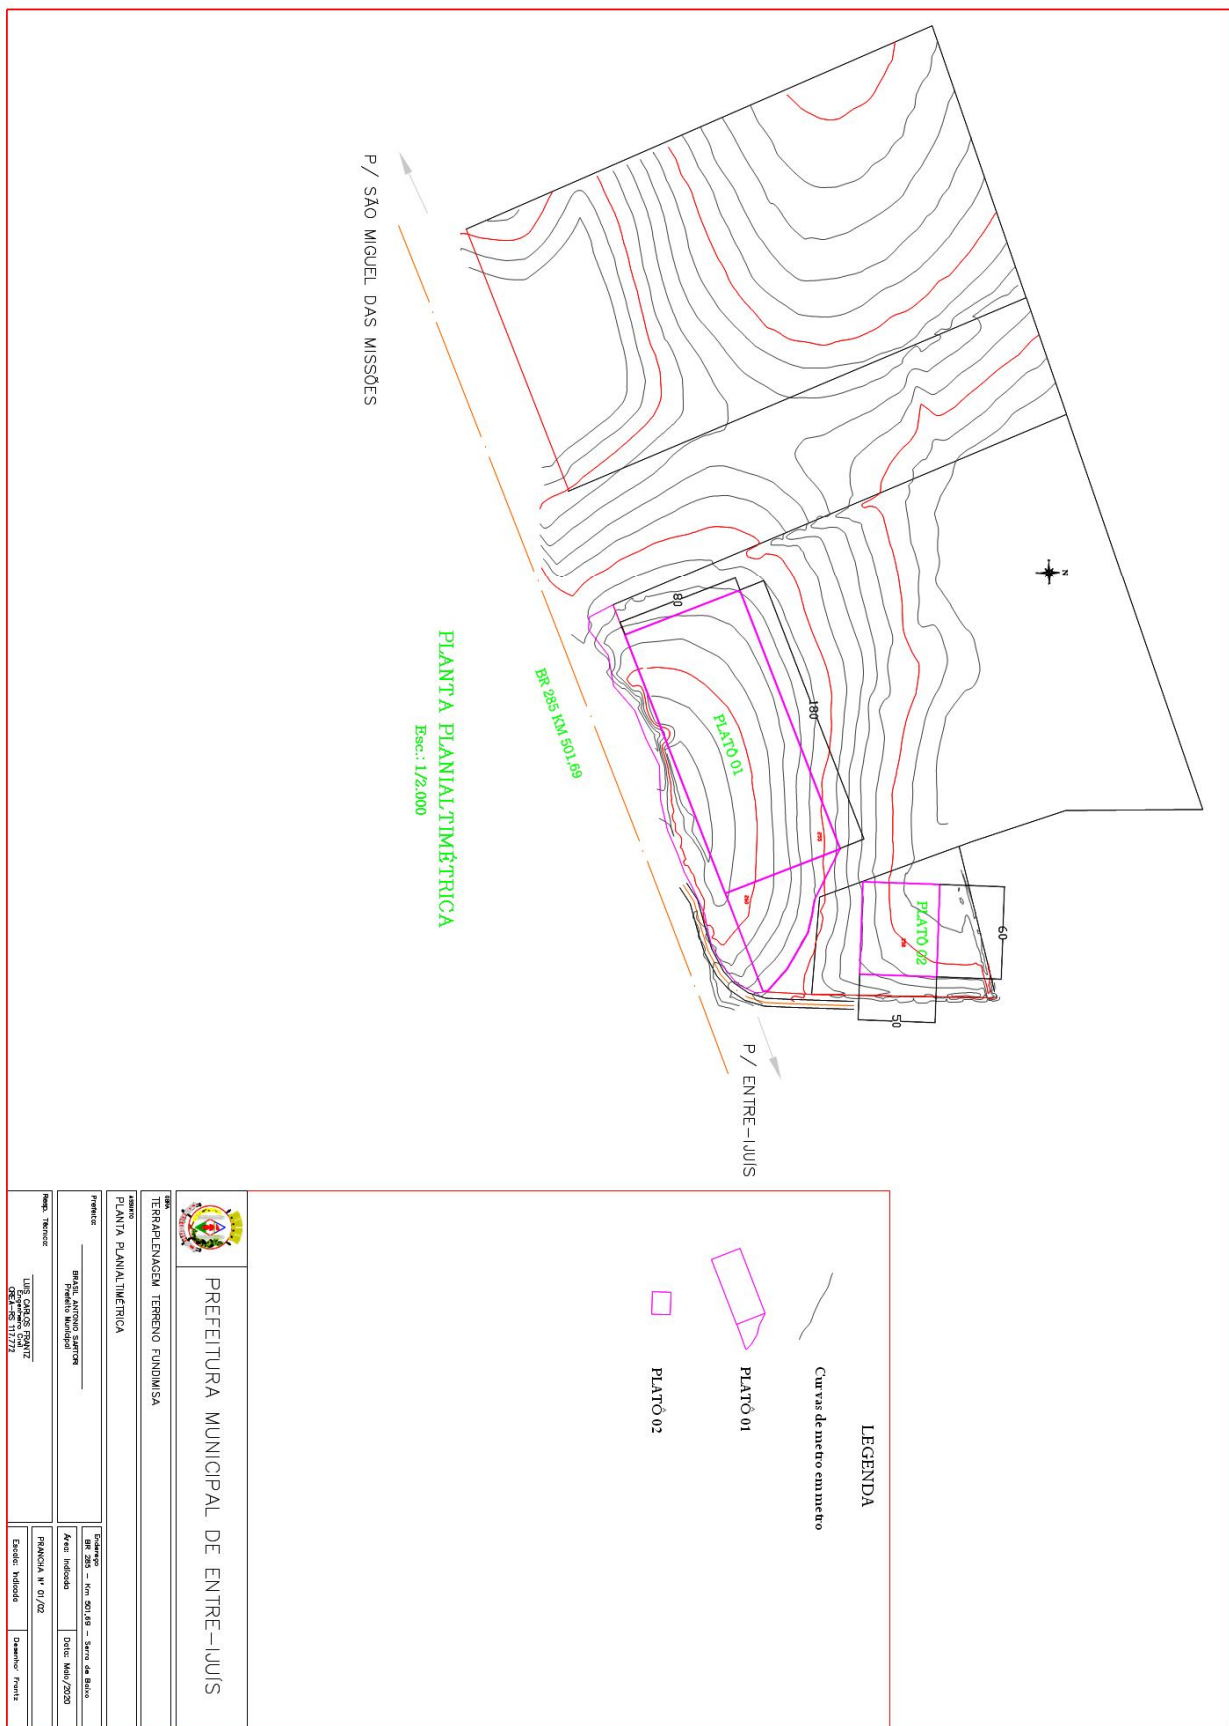 P/ SÃO MIGUEL DAS MISSÕES
BR 285 KM 501,69
PLANTA PLANIALTIMÉTRICA
Esc.: 1/2.000
N
80
180
PLATÔ 01
PLATÔ 02
60
50
P/ ENTRE-IJUÍS
LEGENDA
Curvas de metro em metro
PLATÔ 01
PLATÔ 02
PREFEITURA MUNICIPAL DE ENTRE-IJUÍS
OBRA
TERRAPLENAGEM TERRENO FUNDIMISA
ASSUNTO
PLANTA PLANIALTIMÉTRICA
Prefeito:
BRASIL ANTONIO SARTORI
Prefeito Municipal
Resp. Técnico:
LUIS CARLOS FRANTZ
Engenheiro Civil
CREA-RS 117.772
Endereço
BR 285 - Km 501,69 - Serra de Baixo
Área: Indicada
Data: Maio/2020
PRANCHA Nº 01/02
Escala: Indicada
Desenho: Frantz